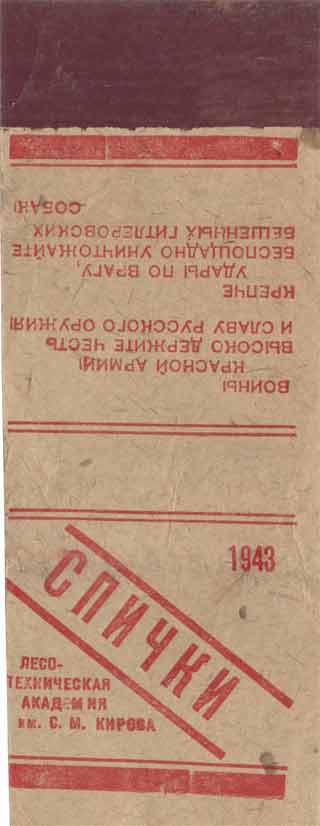 ВОИНЫ
КРАСНОЙ АРМИИ!
ВЫСОКО ДЕРЖИТЕ ЧЕСТЬ
И СЛАВУ РУССКОГО ОРУЖИЯ!
КРЕПЧЕ
УДАРЫ ПО ВРАГУ,
БЕСПОЩАДНО УНИЧТОЖАЙТЕ
БЕШЕННЫХ ГИТЛЕРОВСКИХ
СОБАК!
1943
СПИЧКИ
ЛЕСО-
ТЕХНИЧЕСКАЯ
АКАДЕМИЯ
им. С. М. КИРОВА